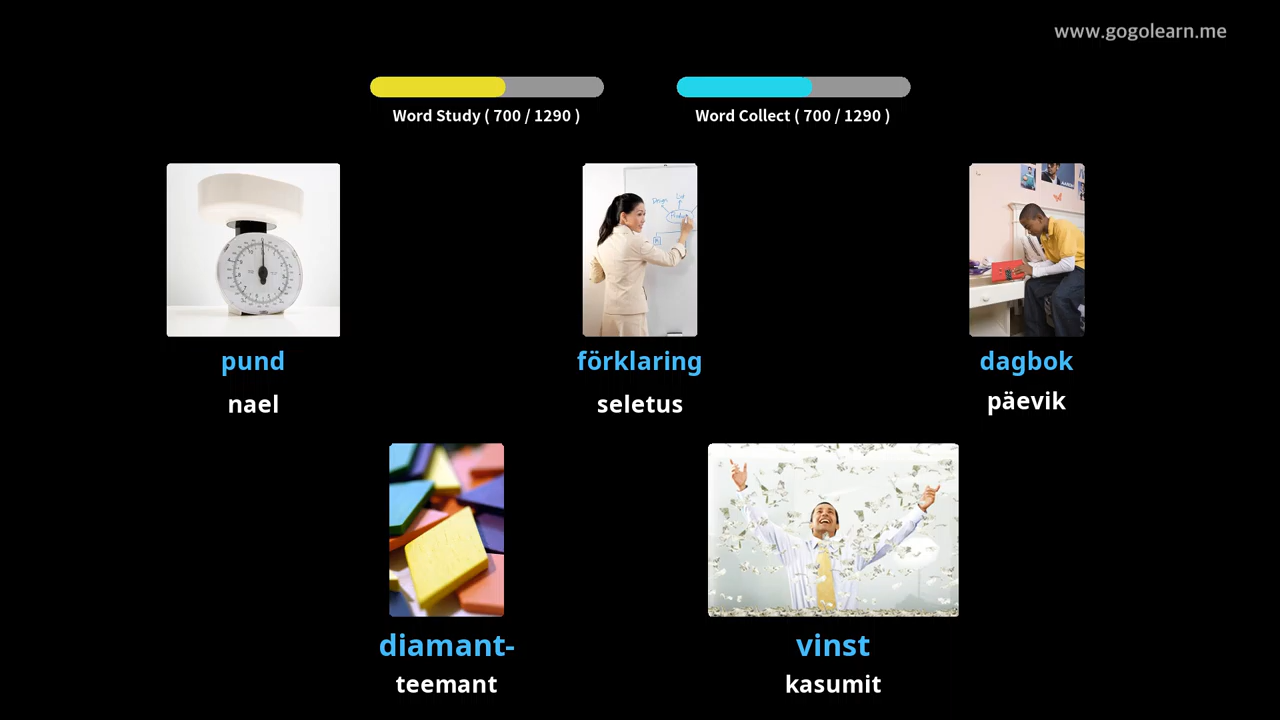 www.gogolearn.me
Word Study ( 700 / 1290 )
Word Collect ( 700 / 1290 )
pund
nael
förklaring
seletus
dagbok
päevik
diamant-
teemant
vinst
kasumit